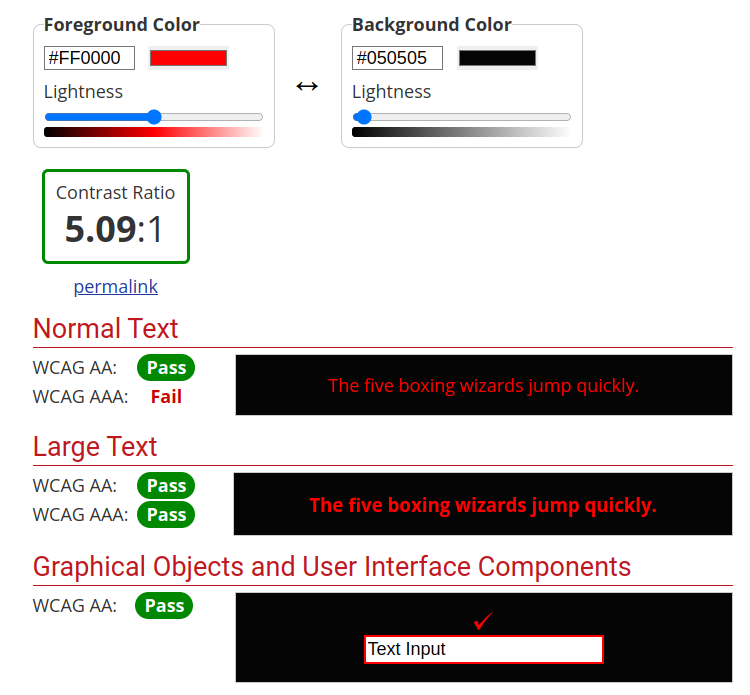 Foreground Color
#FF0000
Lightness
↔
Background Color
#050505
Lightness
Contrast Ratio
5.09:1
permalink
Normal Text
WCAG AA: Pass
WCAG AAA: Fail
The five boxing wizards jump quickly.
Large Text
WCAG AA: Pass
WCAG AAA: Pass
The five boxing wizards jump quickly.
Graphical Objects and User Interface Components
WCAG AA: Pass
✓
Text Input